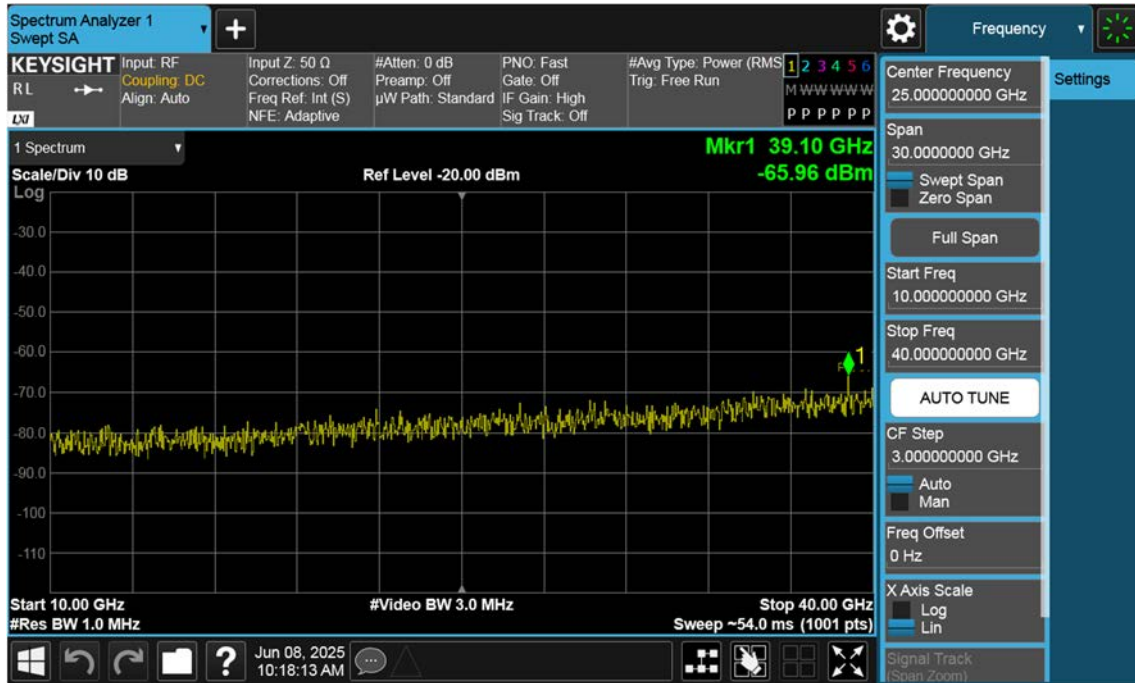 Spectrum Analyzer 1
Swept SA
+
Frequency
KEYSIGHT
RL
LXI
Input: RF
Coupling: DC
Align: Auto
Input Z: 50 Ω
Corrections: Off
Freq Ref: Int (S)
NFE: Adaptive
#Atten: 0 dB
Preamp: Off
µW Path: Standard
PNO: Fast
Gate: Off
IF Gain: High
Sig Track: Off
#Avg Type: Power (RMS
Trig: Free Run
1 2 3 4 5 6
M W W W W W
P P P P P P
1 Spectrum
Mkr1 39.10 GHz
-65.96 dBm
Scale/Div 10 dB
Ref Level -20.00 dBm
Log
-30.0
-40.0
-50.0
-60.0
-70.0
-80.0
-90.0
-100
-110
1
Start 10.00 GHz
#Video BW 3.0 MHz
Stop 40.00 GHz
#Res BW 1.0 MHz
Sweep ~54.0 ms (1001 pts)
?
Jun 08, 2025
10:18:13 AM
Center Frequency
25.000000000 GHz
Settings
Span
30.0000000 GHz
Swept Span
Zero Span
Full Span
Start Freq
10.000000000 GHz
Stop Freq
40.000000000 GHz
AUTO TUNE
CF Step
3.000000000 GHz
Auto
Man
Freq Offset
0 Hz
X Axis Scale
Log
Lin
Signal Track
(Span Zoom)